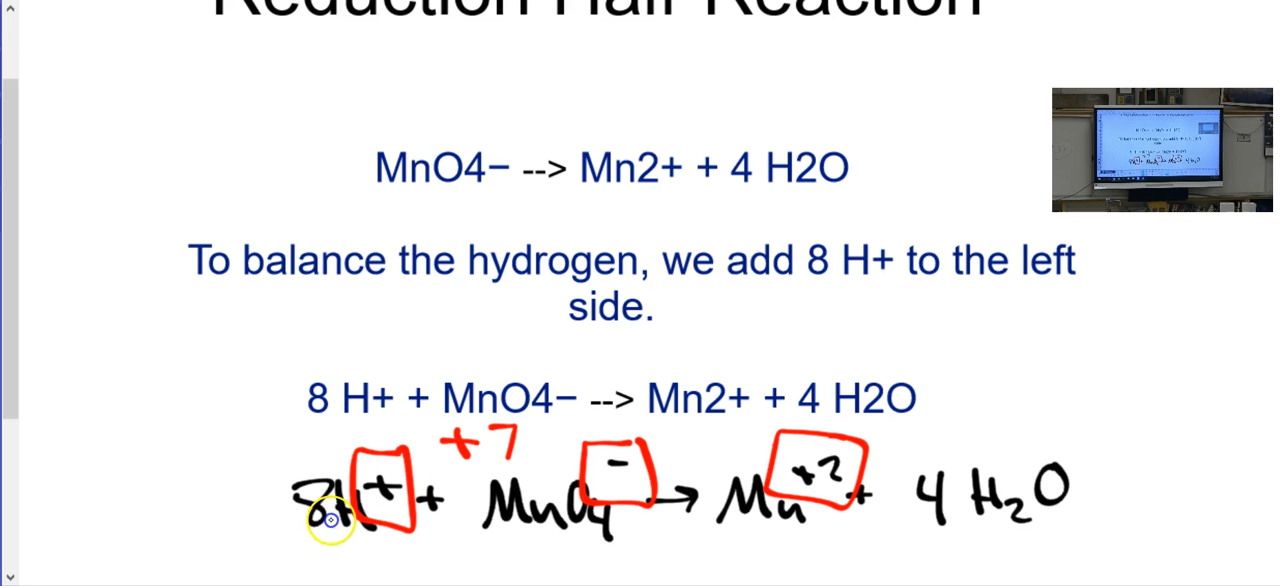 Reduction Half Reaction
MnO4− --> Mn2+ + 4 H2O
To balance the hydrogen, we add 8 H+ to the left
side.
8 H+ + MnO4− --> Mn2+ + 4 H2O
+7
8H⁺ + MnO₄⁻ → Mn⁺² + 4 H₂O